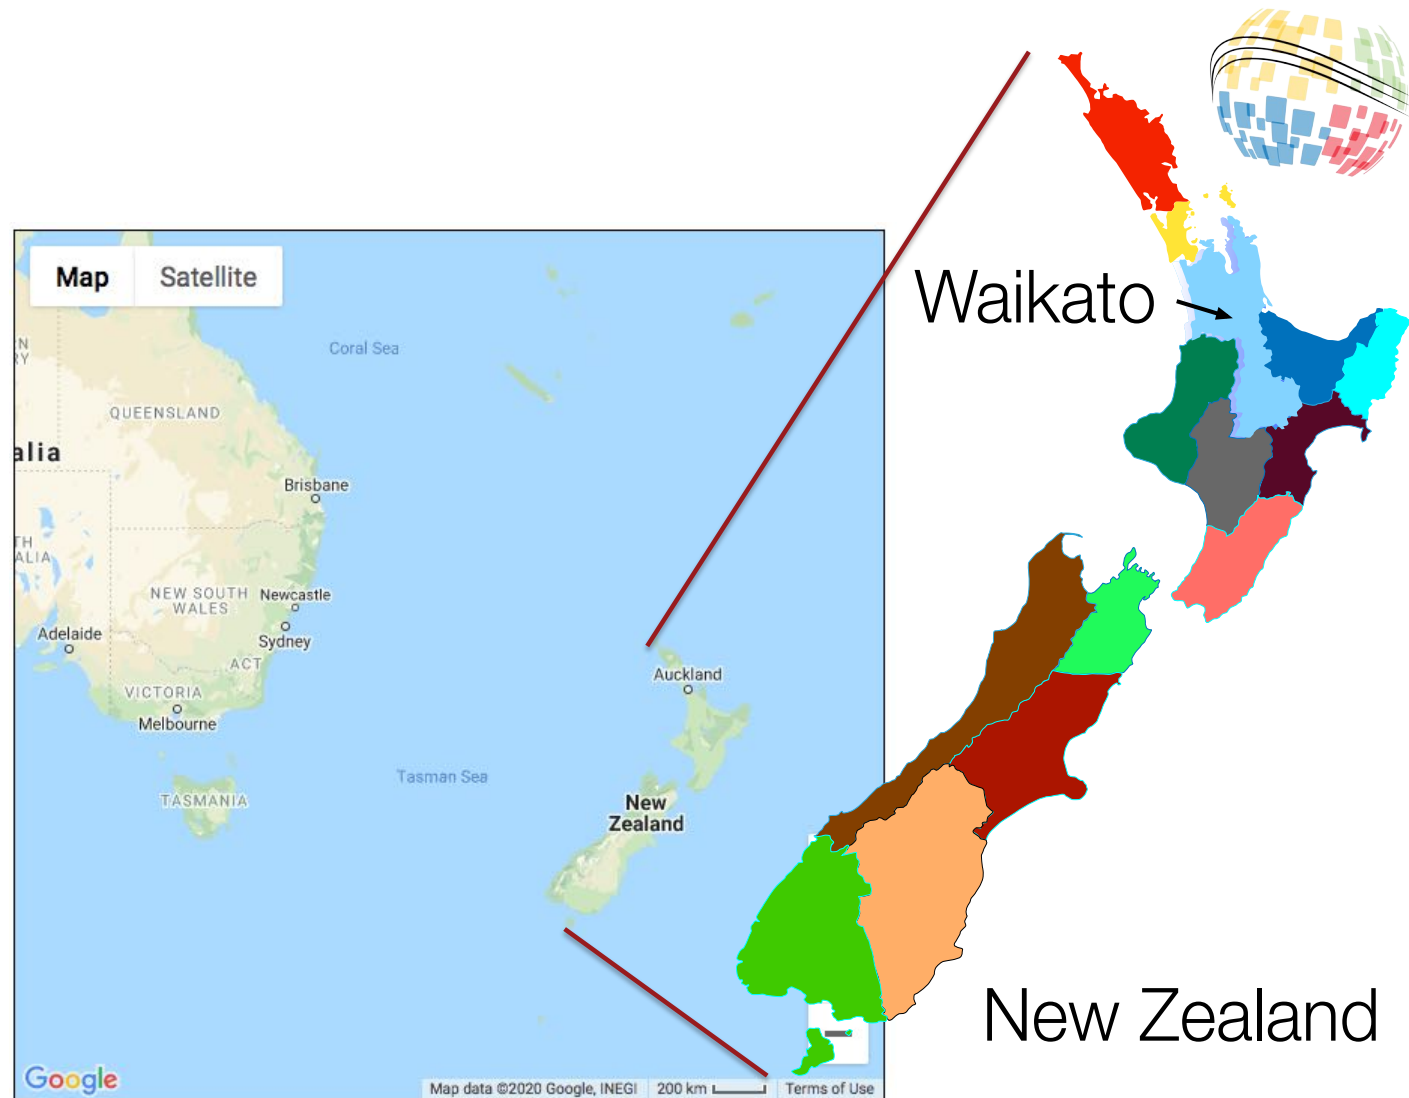 Map
Satellite
Waikato
Coral Sea
QUEENSLAND
alia
Brisbane
NEW SOUTH
WALES
Newcastle
Adelaide
Sydney
ACT
Auckland
VICTORIA
Melbourne
Tasman Sea
TASMANIA
New
Zealand
New Zealand
Google
Map data ©2020 Google, INEGI
200 km
Terms of Use